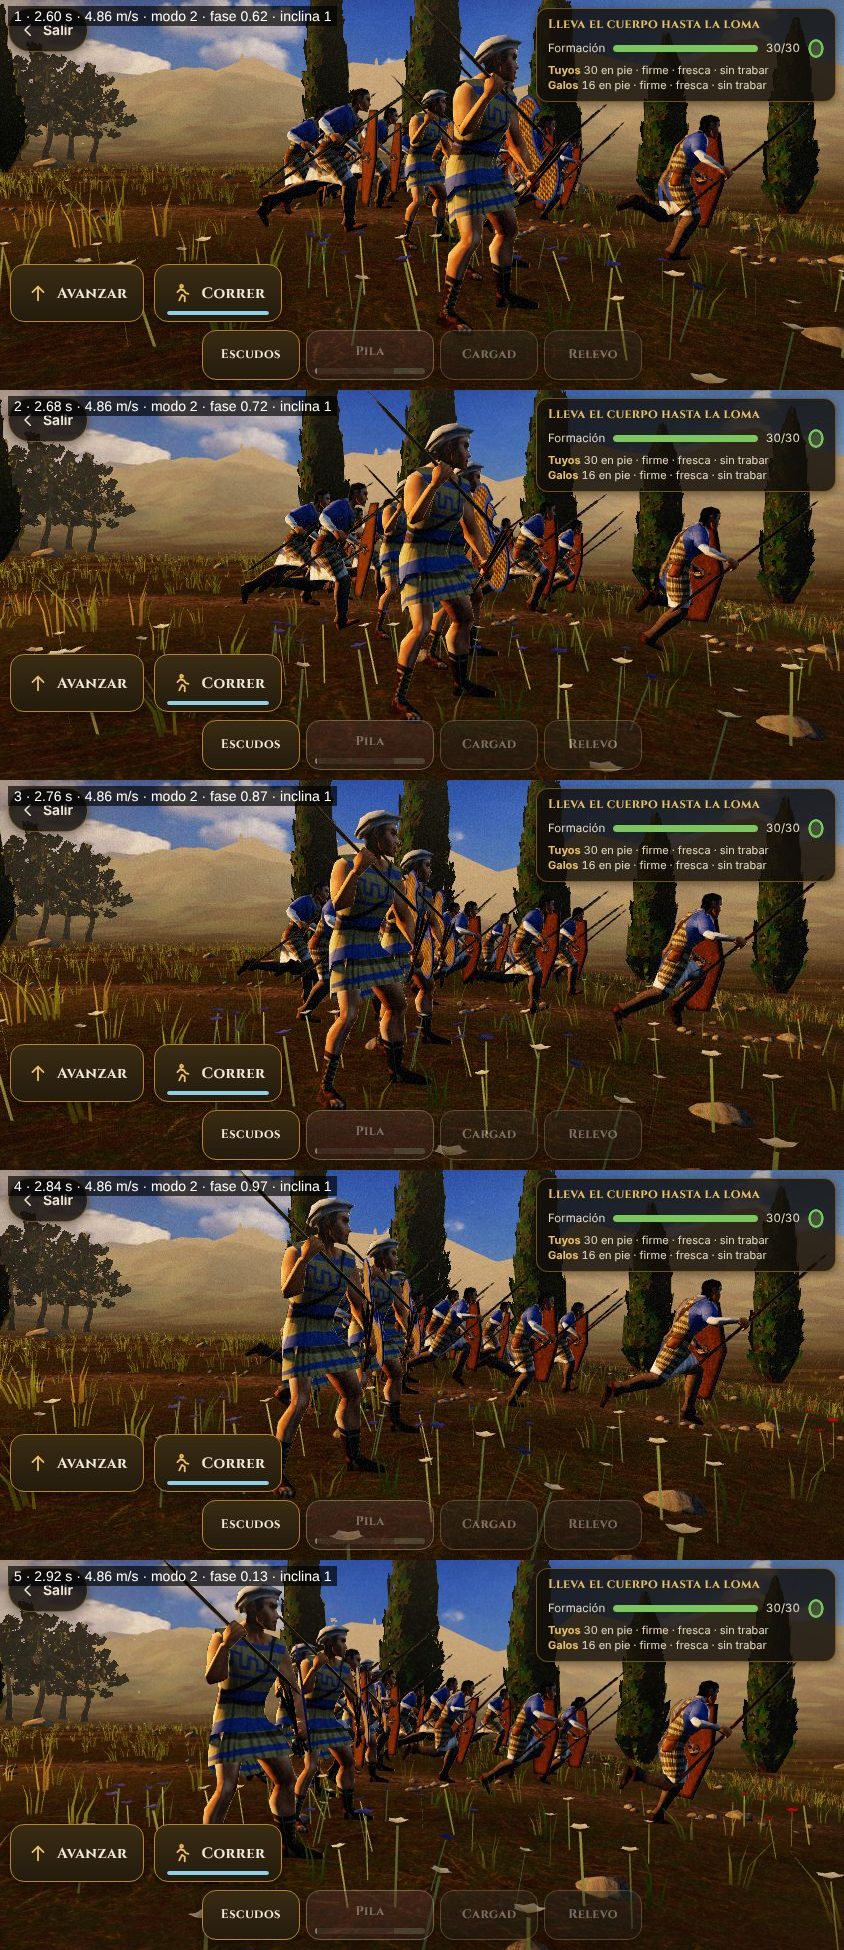 1 · 2.60 s · 4.86 m/s · modo 2 · fase 0.62 · inclina 1
Salir
LLEVA EL CUERPO HASTA LA LOMA
Formación 30/30
Tuyos 30 en pie · firme · fresca · sin trabar
Galos 16 en pie · firme · fresca · sin trabar
AVANZAR
CORRER
ESCUDOS
PILA
CARGAD
RELEVO
2 · 2.68 s · 4.86 m/s · modo 2 · fase 0.72 · inclina 1
Salir
LLEVA EL CUERPO HASTA LA LOMA
Formación 30/30
Tuyos 30 en pie · firme · fresca · sin trabar
Galos 16 en pie · firme · fresca · sin trabar
AVANZAR
CORRER
ESCUDOS
PILA
CARGAD
RELEVO
3 · 2.76 s · 4.86 m/s · modo 2 · fase 0.87 · inclina 1
Salir
LLEVA EL CUERPO HASTA LA LOMA
Formación 30/30
Tuyos 30 en pie · firme · fresca · sin trabar
Galos 16 en pie · firme · fresca · sin trabar
AVANZAR
CORRER
ESCUDOS
PILA
CARGAD
RELEVO
4 · 2.84 s · 4.86 m/s · modo 2 · fase 0.97 · inclina 1
Salir
LLEVA EL CUERPO HASTA LA LOMA
Formación 30/30
Tuyos 30 en pie · firme · fresca · sin trabar
Galos 16 en pie · firme · fresca · sin trabar
AVANZAR
CORRER
ESCUDOS
PILA
CARGAD
RELEVO
5 · 2.92 s · 4.86 m/s · modo 2 · fase 0.13 · inclina 1
Salir
LLEVA EL CUERPO HASTA LA LOMA
Formación 30/30
Tuyos 30 en pie · firme · fresca · sin trabar
Galos 16 en pie · firme · fresca · sin trabar
AVANZAR
CORRER
ESCUDOS
PILA
CARGAD
RELEVO